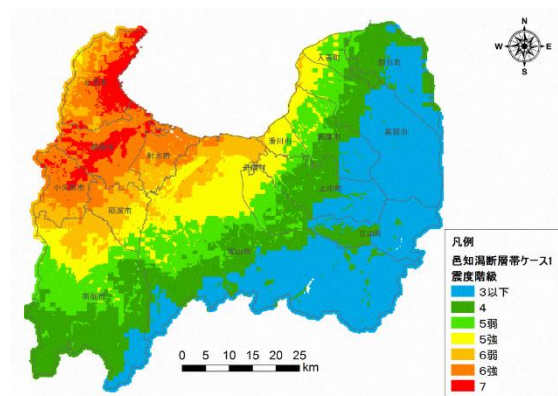 N
W
E
S
入善町
朝日町
氷見市
黒部市
魚津市
滑川市
高岡市
射水市
舟橋村
上市町
小矢部市
砺波市
立山町
富山市
南砺市
凡例
邑知潟断層帯ケース1
震度階級
3以下
4
5弱
5強
6弱
6強
7
0 5 10 15 20 25
km